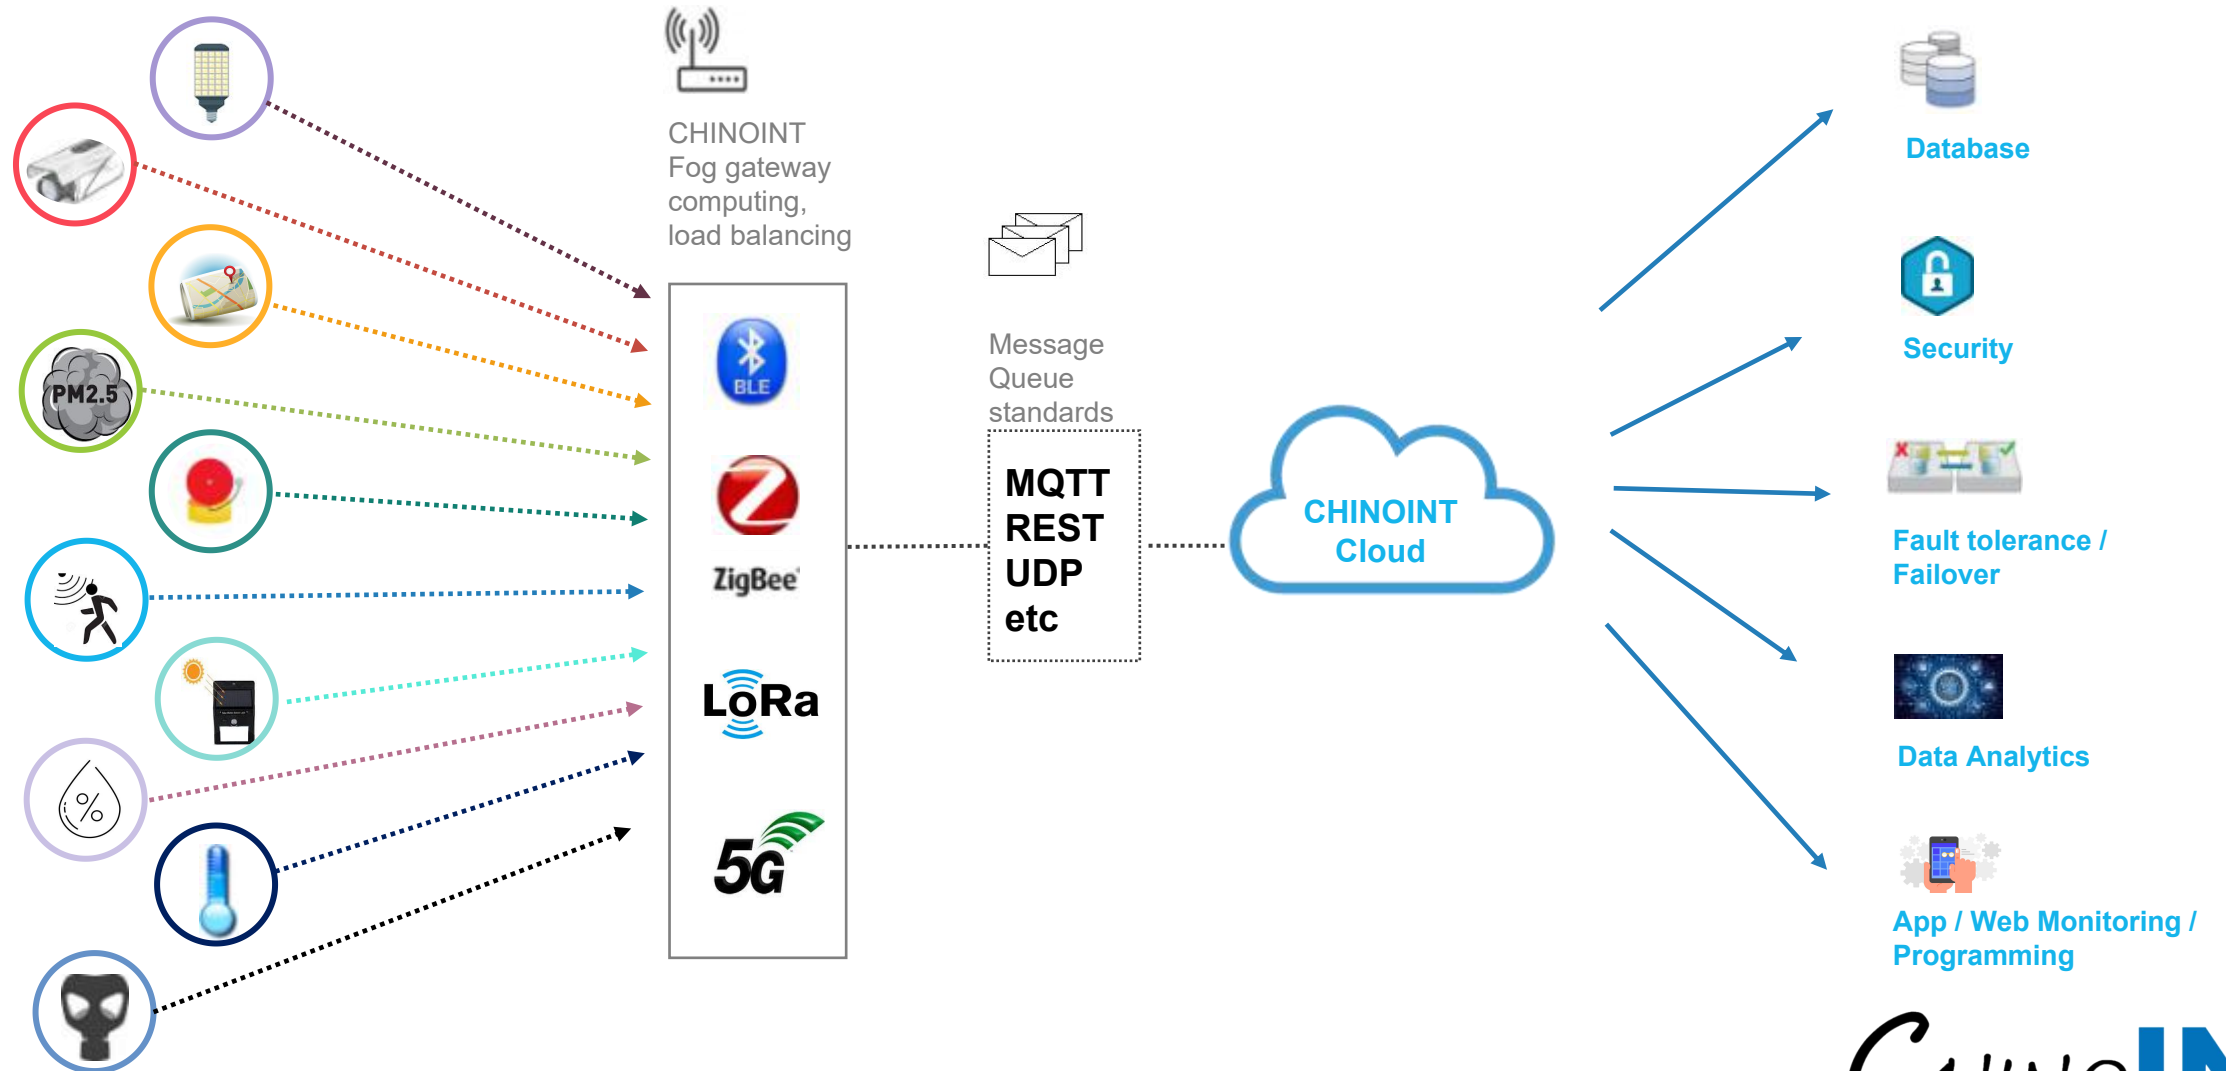 CHINOINT
Fog gateway
computing,
load balancing
PM2.5
BLE
ZigBee
LoRa
5G
Message
Queue
standards
MQTT
REST
UDP
etc
CHINOINT
Cloud
Database
Security
Fault tolerance /
Failover
Data Analytics
App / Web Monitoring /
Programming